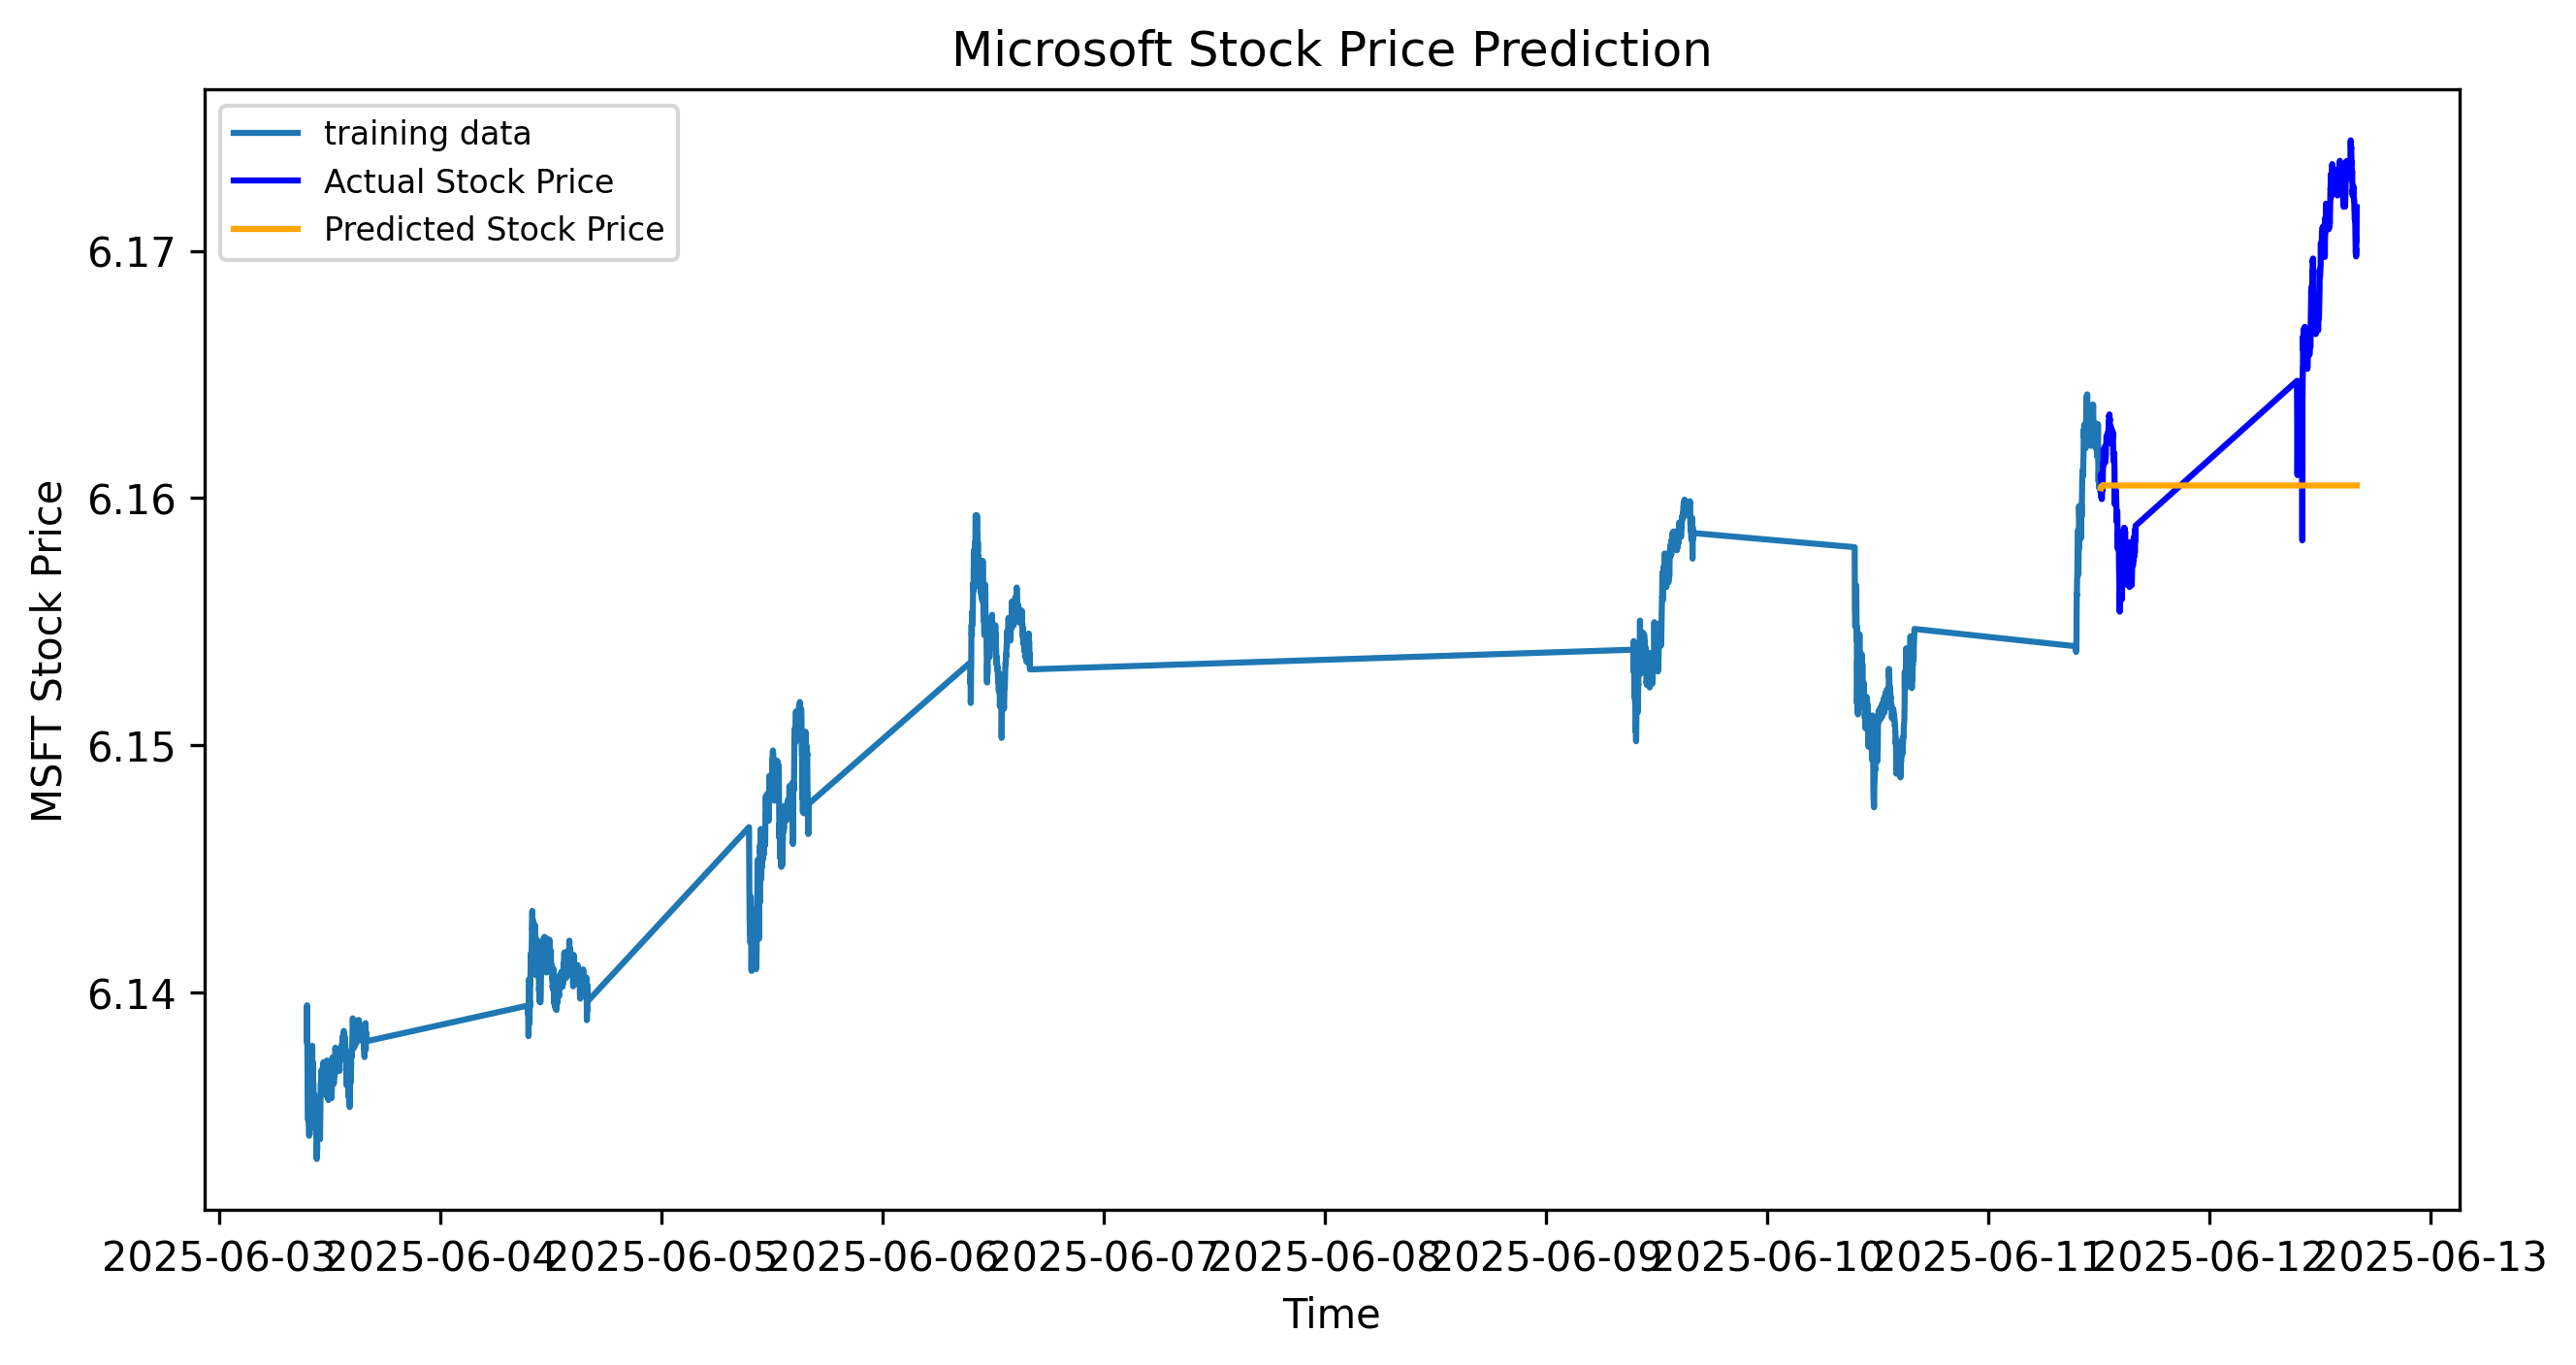 Microsoft Stock Price Prediction
training data
Actual Stock Price
Predicted Stock Price
MSFT Stock Price
6.17
6.16
6.15
6.14
2025-06-03 2025-06-04 2025-06-05 2025-06-06 2025-06-07 2025-06-08 2025-06-09 2025-06-10 2025-06-11 2025-06-12 2025-06-13
Time